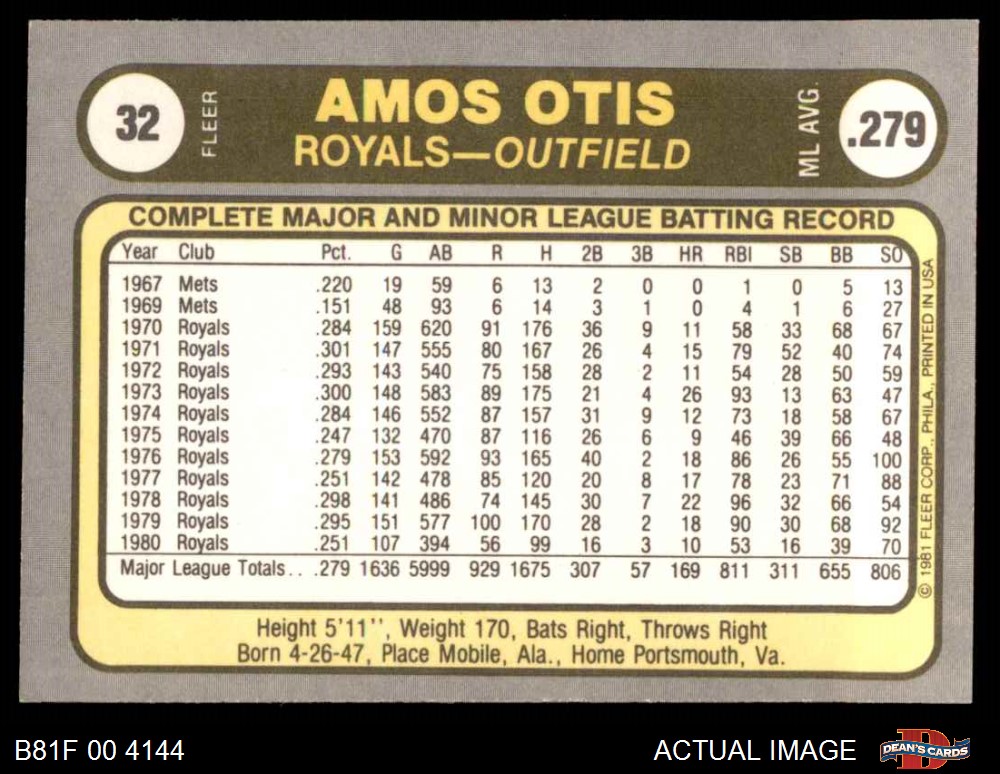 32
FLEER
AMOS OTIS
ROYALS—OUTFIELD
ML AVG.
.279
COMPLETE MAJOR AND MINOR LEAGUE BATTING RECORD
Year Club Pct. G AB R H 2B 3B HR RBI SB BB SO
1967 Mets .220 19 59 6 13 2 0 0 1 0 5 13
1969 Mets .151 48 93 6 14 3 1 0 4 1 6 27
1970 Royals .284 159 620 91 176 36 9 11 58 33 68 67
1971 Royals .301 147 555 80 167 26 4 15 79 52 40 74
1972 Royals .293 143 540 75 158 28 2 11 54 28 50 59
1973 Royals .300 148 583 89 175 21 4 26 93 13 63 47
1974 Royals .284 146 552 87 157 31 9 12 73 18 58 67
1975 Royals .247 132 470 87 116 26 6 9 46 39 66 48
1976 Royals .279 153 592 93 165 40 2 18 86 26 55 100
1977 Royals .251 142 478 85 120 20 8 17 78 23 71 88
1978 Royals .298 141 486 74 145 30 7 22 96 32 66 54
1979 Royals .295 151 577 100 170 28 2 18 90 30 68 92
1980 Royals .251 107 394 56 99 16 3 10 53 16 39 70
Major League Totals... .279 1636 5999 929 1675 307 57 169 811 311 655 806
© 1981 FLEER CORP., PHILA., PRINTED IN USA
Height 5'11'', Weight 170, Bats Right, Throws Right
Born 4-26-47, Place Mobile, Ala., Home Portsmouth, Va.
B81F 00 4144
ACTUAL IMAGE
D
DEAN'S CARDS